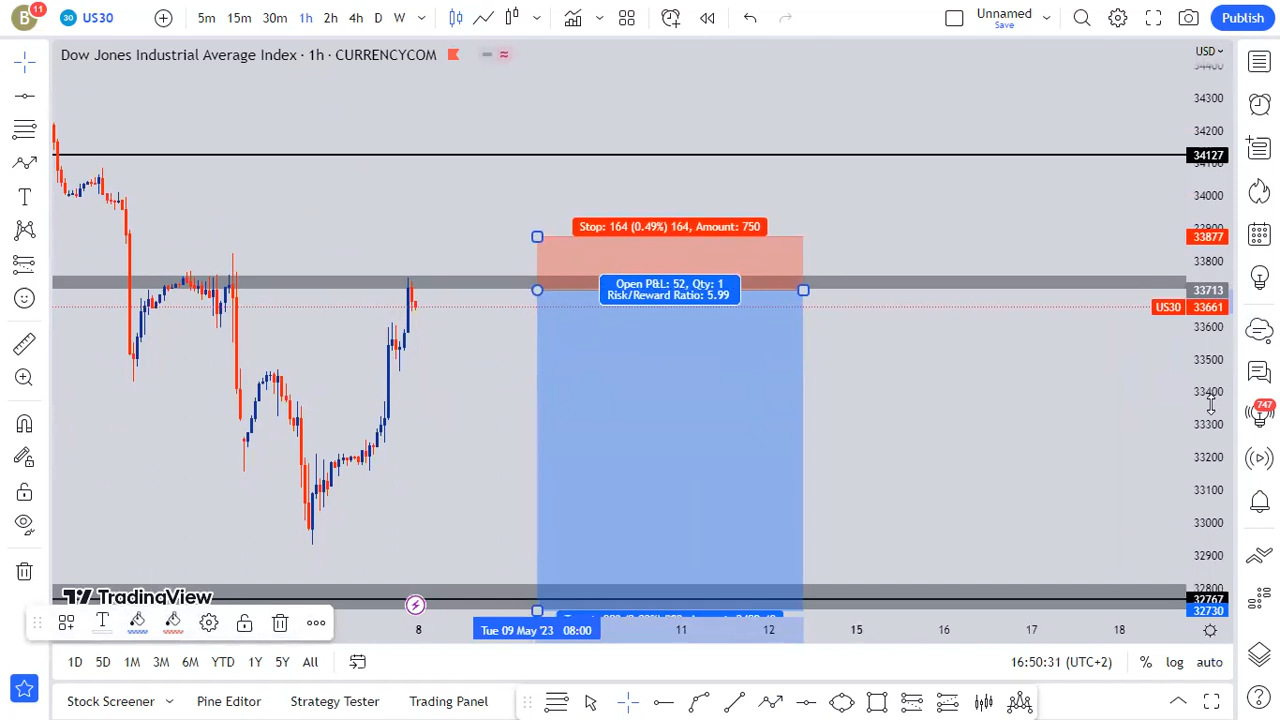 B 11 30 US30 5m 15m 30m 1h 2h 4h D W Unnamed Save Publish
Dow Jones Industrial Average Index · 1h · CURRENCYCOM
USD
34400
34300
34200
34127
34100
34000
33900
33877
33800
33713
US30 33661
33600
33500
33400
33300
33200
33100
33000
32900
32800
32767
32730
Stop: 164 (0.49%) 164, Amount: 750
Open P&L: 52, Qty: 1
Risk/Reward Ratio: 5.99
TradingView
8 Tue 09 May '23 08:00 11 12 15 16 17 18
1D 5D 1M 3M 6M YTD 1Y 5Y All 16:50:31 (UTC+2) % log auto
Stock Screener Pine Editor Strategy Tester Trading Panel
747